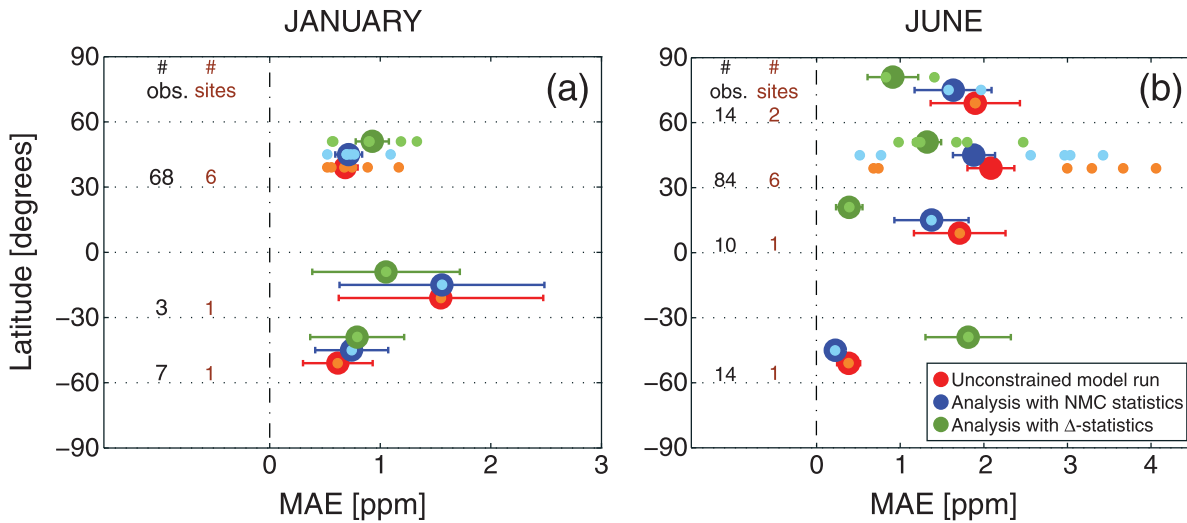 JANUARY
JUNE
90
60
30
0
−30
−60
−90
Latitude [degrees]
# obs.
# sites
(a)
68 6
3 1
7 1
0 1 2 3
MAE [ppm]
90
60
30
0
−30
−60
−90
# obs.
# sites
(b)
14 2
84 6
10 1
14 1
Unconstrained model run
Analysis with NMC statistics
Analysis with Δ-statistics
0 1 2 3 4
MAE [ppm]